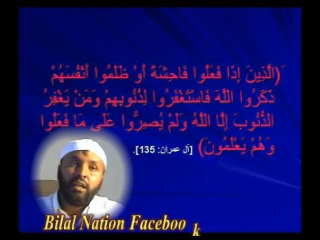 (الَّذِينَ إِذَا فَعَلُوا فَاحِشَةً أَوْ ظَلَمُوا أَنْفُسَهُمْ
ذَكَرُوا اللَّهَ فَاسْتَغْفَرُوا لِذُنُوبِهِمْ وَمَنْ يَغْفِرُ
الذُّنُوبَ إِلَّا اللَّهُ وَلَمْ يُصِرُّوا عَلَى مَا فَعَلُوا
وَهُمْ يَعْلَمُونَ) [آل عمران: 135].
Bilal Nation Faceboo k